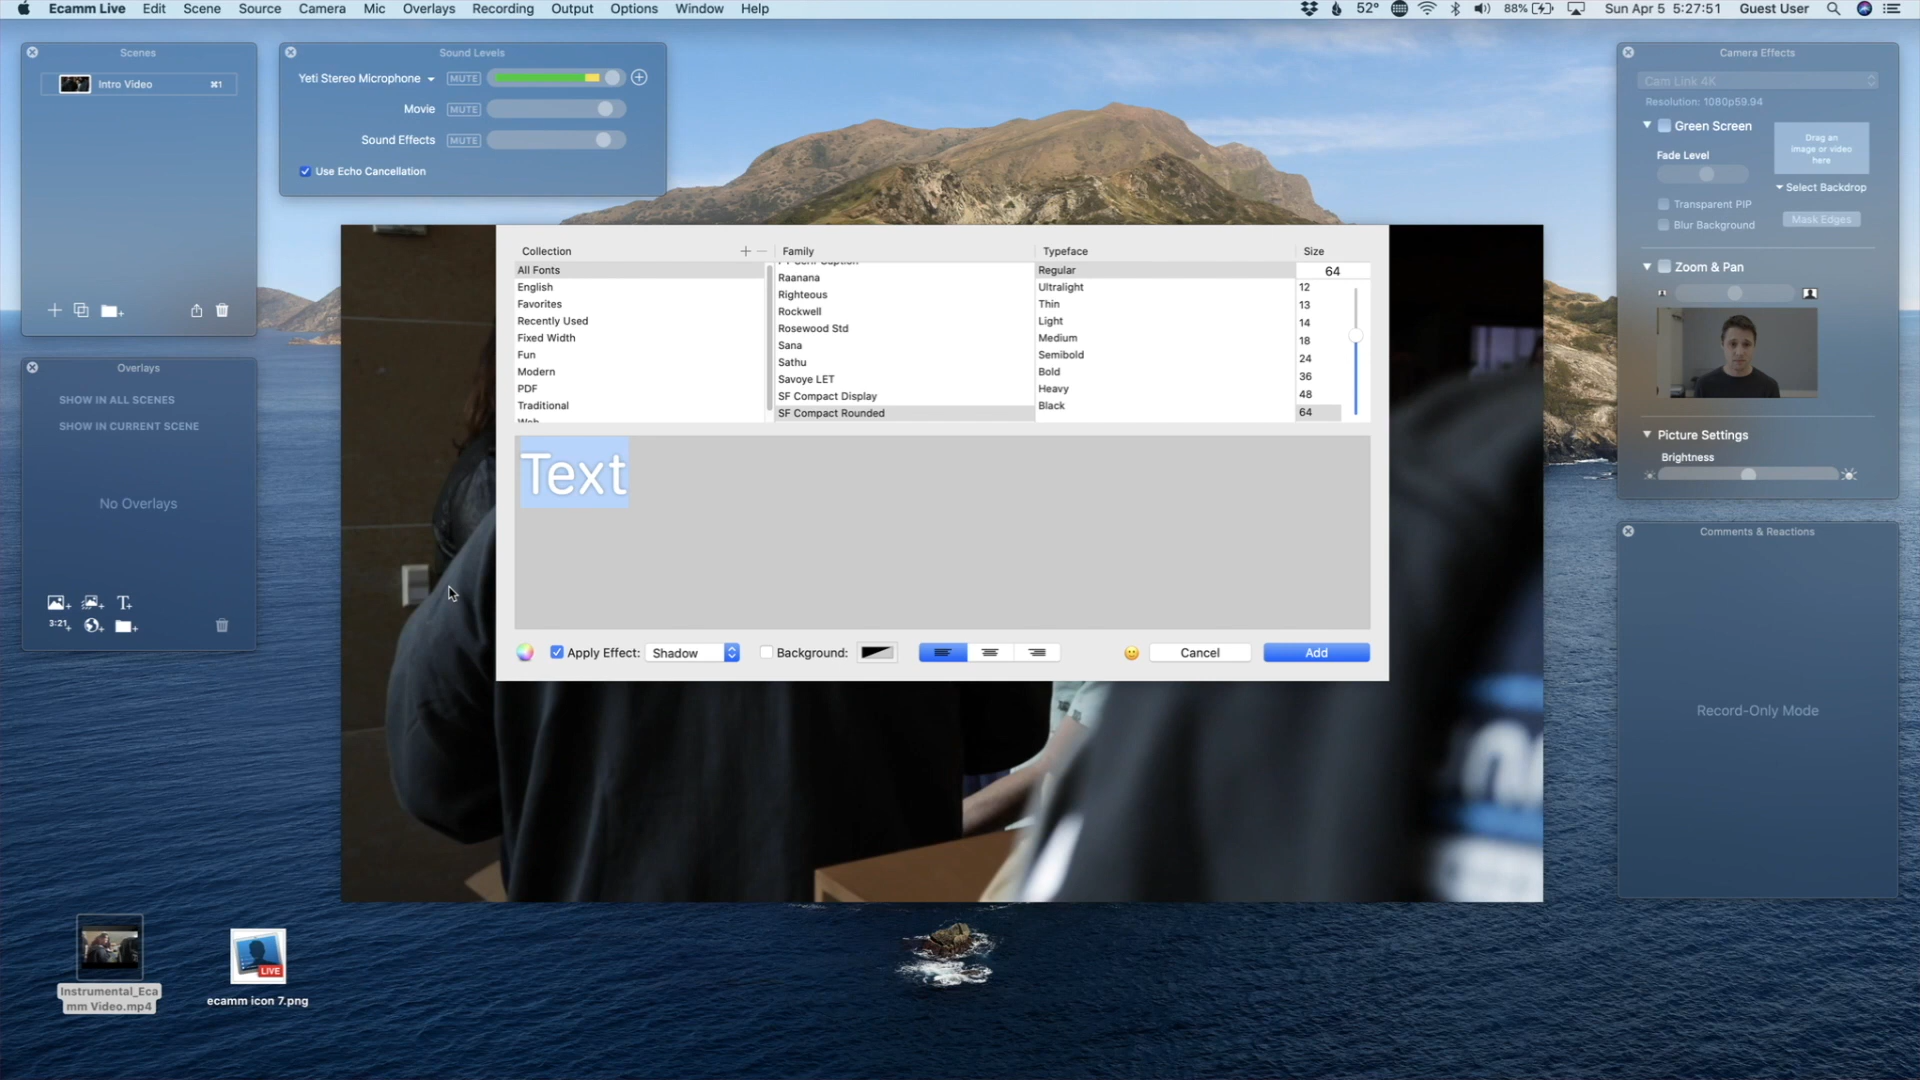 Ecamm Live Edit Scene Source Camera Mic Overlays Recording Output Options Window Help 52° 88% Sun Apr 5 5:27:51 Guest User
Scenes
Intro Video ⌘1
Overlays
SHOW IN ALL SCENES
SHOW IN CURRENT SCENE
No Overlays
T+
3:21+
Sound Levels
Yeti Stereo Microphone MUTE
Movie MUTE
Sound Effects MUTE
Use Echo Cancellation
Collection + −
All Fonts
English
Favorites
Recently Used
Fixed Width
Fun
Modern
PDF
Traditional
Web
Family
Raanana
Righteous
Rockwell
Rosewood Std
Sana
Sathu
Savoye LET
SF Compact Display
SF Compact Rounded
Typeface
Regular
Ultralight
Thin
Light
Medium
Semibold
Bold
Heavy
Black
Size
64
12
13
14
18
24
36
48
64
Text
Apply Effect: Shadow Background: Cancel Add
Camera Effects
Cam Link 4K
Resolution: 1080p59.94
Green Screen
Drag an
image or video
here
Fade Level
Select Backdrop
Transparent PIP
Mask Edges
Blur Background
Zoom & Pan
Picture Settings
Brightness
Comments & Reactions
Record-Only Mode
Instrumental_Eca
mm Video.mp4
LIVE
ecamm icon 7.png